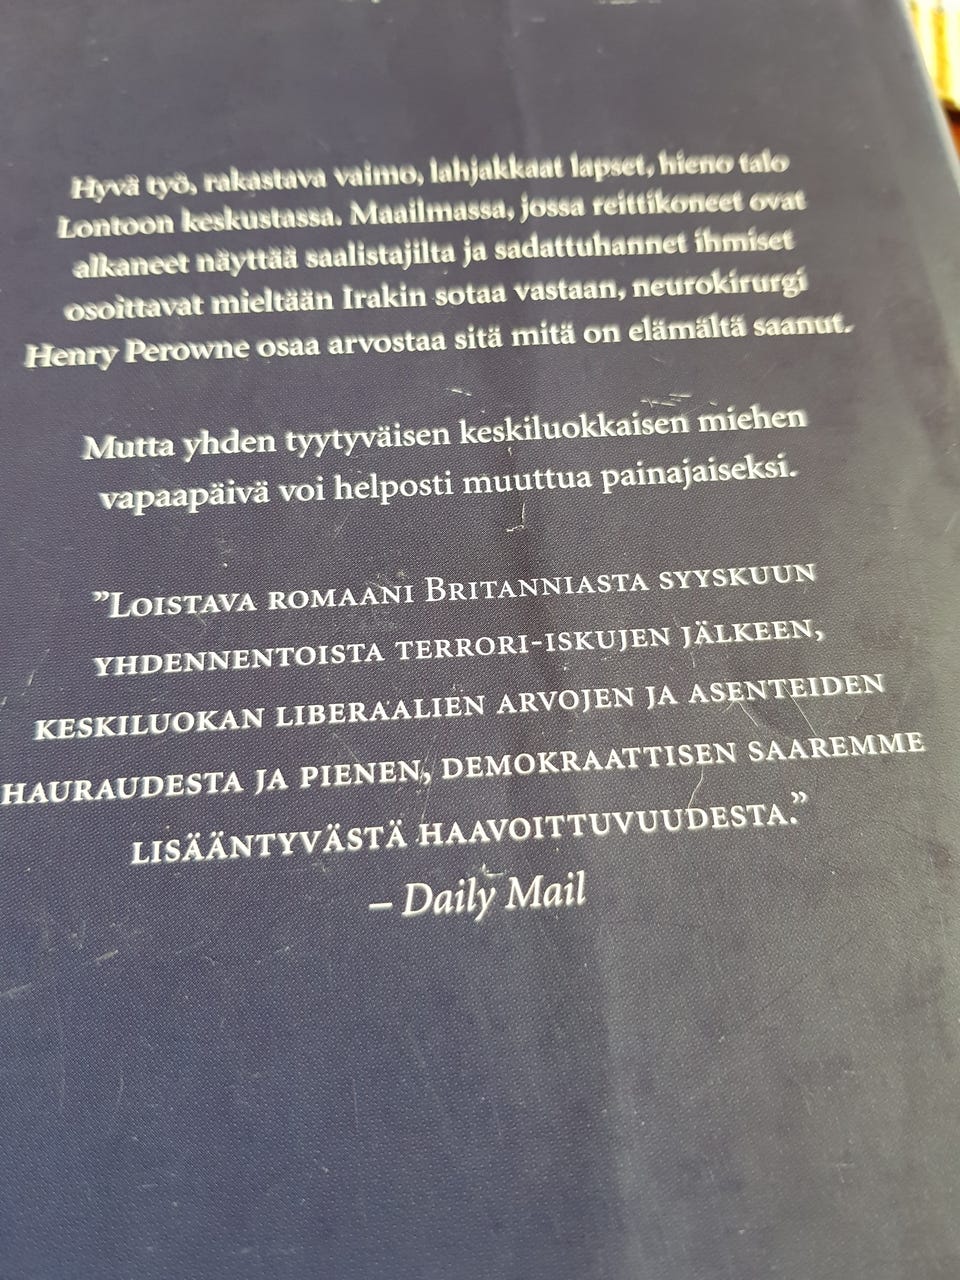 Hyvä työ, rakastava vaimo, lahjakkaat lapset, hieno talo
Lontoon keskustassa. Maailmassa, jossa reittikoneet ovat
alkaneet näyttää saalistajilta ja sadattuhannet ihmiset
osoittavat mieltään Irakin sotaa vastaan, neurokirurgi
Henry Perowne osaa arvostaa sitä mitä on elämältä saanut.
Mutta yhden tyytyväisen keskiluokkaisen miehen
vapaapäivä voi helposti muuttua painajaiseksi.
”Loistava romaani Britanniasta syyskuun
yhdennentoista terrori-iskujen jälkeen,
keskiluokan liberaalien arvojen ja asenteiden
hauraudesta ja pienen, demokraattisen saaremme
lisääntyvästä haavoittuvuudesta.”
– Daily Mail